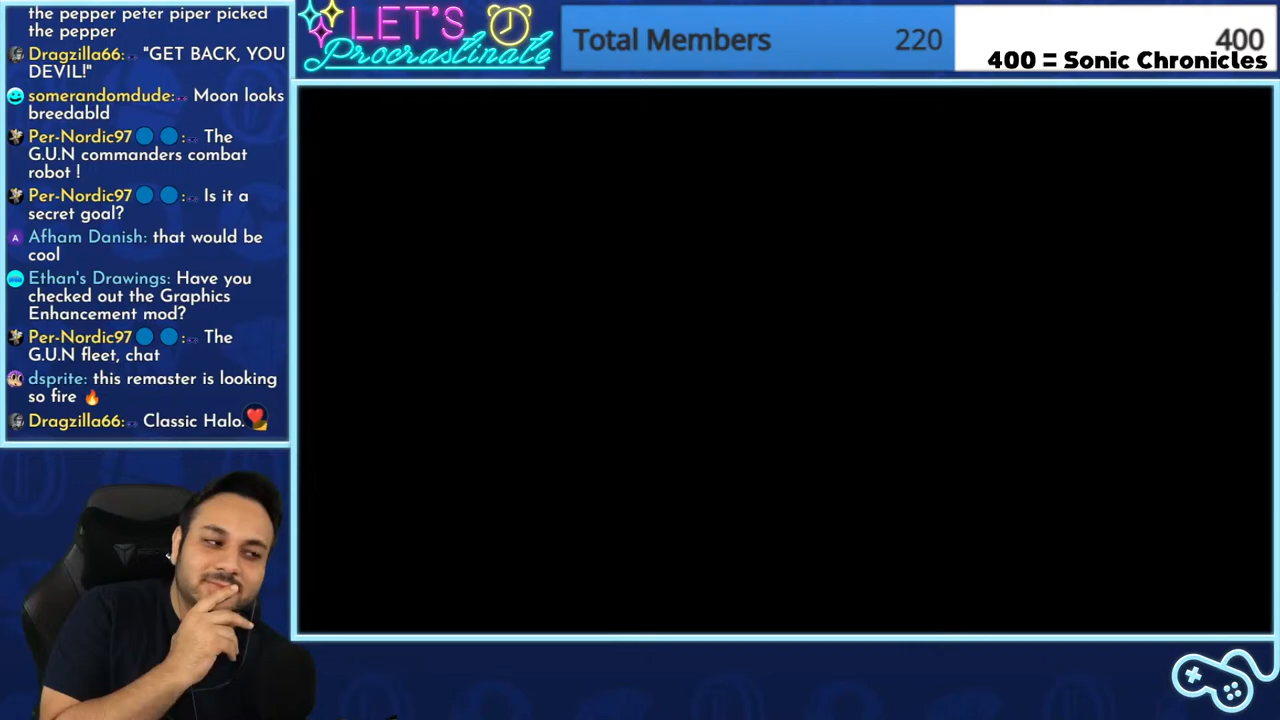 the pepper peter piper picked
the pepper
Dragzilla66: "GET BACK, YOU
DEVIL!"
somerandomdude: Moon looks
breedabld
Per-Nordic97 : The
G.U.N commanders combat
robot !
Per-Nordic97 : Is it a
secret goal?
A Afham Danish: that would be
cool
Ethan's Drawings: Have you
checked out the Graphics
Enhancement mod?
Per-Nordic97 : The
G.U.N fleet, chat
dsprite: this remaster is looking
so fire 🔥
Dragzilla66: Classic Halo.
LET'S
Procrastinate
Total Members 220 400
400 = Sonic Chronicles